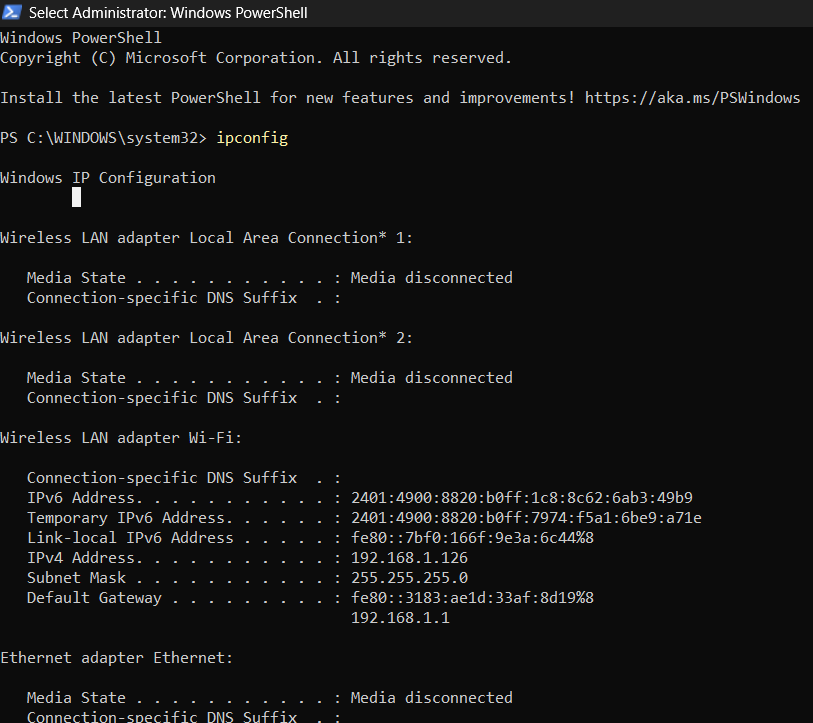 Select Administrator: Windows PowerShell
Windows PowerShell
Copyright (C) Microsoft Corporation. All rights reserved.
Install the latest PowerShell for new features and improvements! https://aka.ms/PSWindows
PS C:\WINDOWS\system32> ipconfig
Windows IP Configuration
Wireless LAN adapter Local Area Connection* 1:
   Media State . . . . . . . . . . . : Media disconnected
   Connection-specific DNS Suffix  . :
Wireless LAN adapter Local Area Connection* 2:
   Media State . . . . . . . . . . . : Media disconnected
   Connection-specific DNS Suffix  . :
Wireless LAN adapter Wi-Fi:
   Connection-specific DNS Suffix  . :
   IPv6 Address. . . . . . . . . . . : 2401:4900:8820:b0ff:1c8:8c62:6ab3:49b9
   Temporary IPv6 Address. . . . . . : 2401:4900:8820:b0ff:7974:f5a1:6be9:a71e
   Link-local IPv6 Address . . . . . : fe80::7bf0:166f:9e3a:6c44%8
   IPv4 Address. . . . . . . . . . . : 192.168.1.126
   Subnet Mask . . . . . . . . . . . : 255.255.255.0
   Default Gateway . . . . . . . . . : fe80::3183:ae1d:33af:8d19%8
                                       192.168.1.1
Ethernet adapter Ethernet:
   Media State . . . . . . . . . . . : Media disconnected
   Connection-specific DNS Suffix  . :